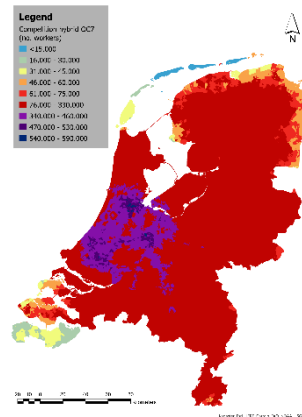 Legend
Competition hybrid OC7
(no. workers)
<15.000
16.000 - 30.000
31.000 - 45.000
46.000 - 60.000
61.000 - 75.000
76.000 - 330.000
340.000 - 460.000
470.000 - 530.000
540.000 - 590.000
N